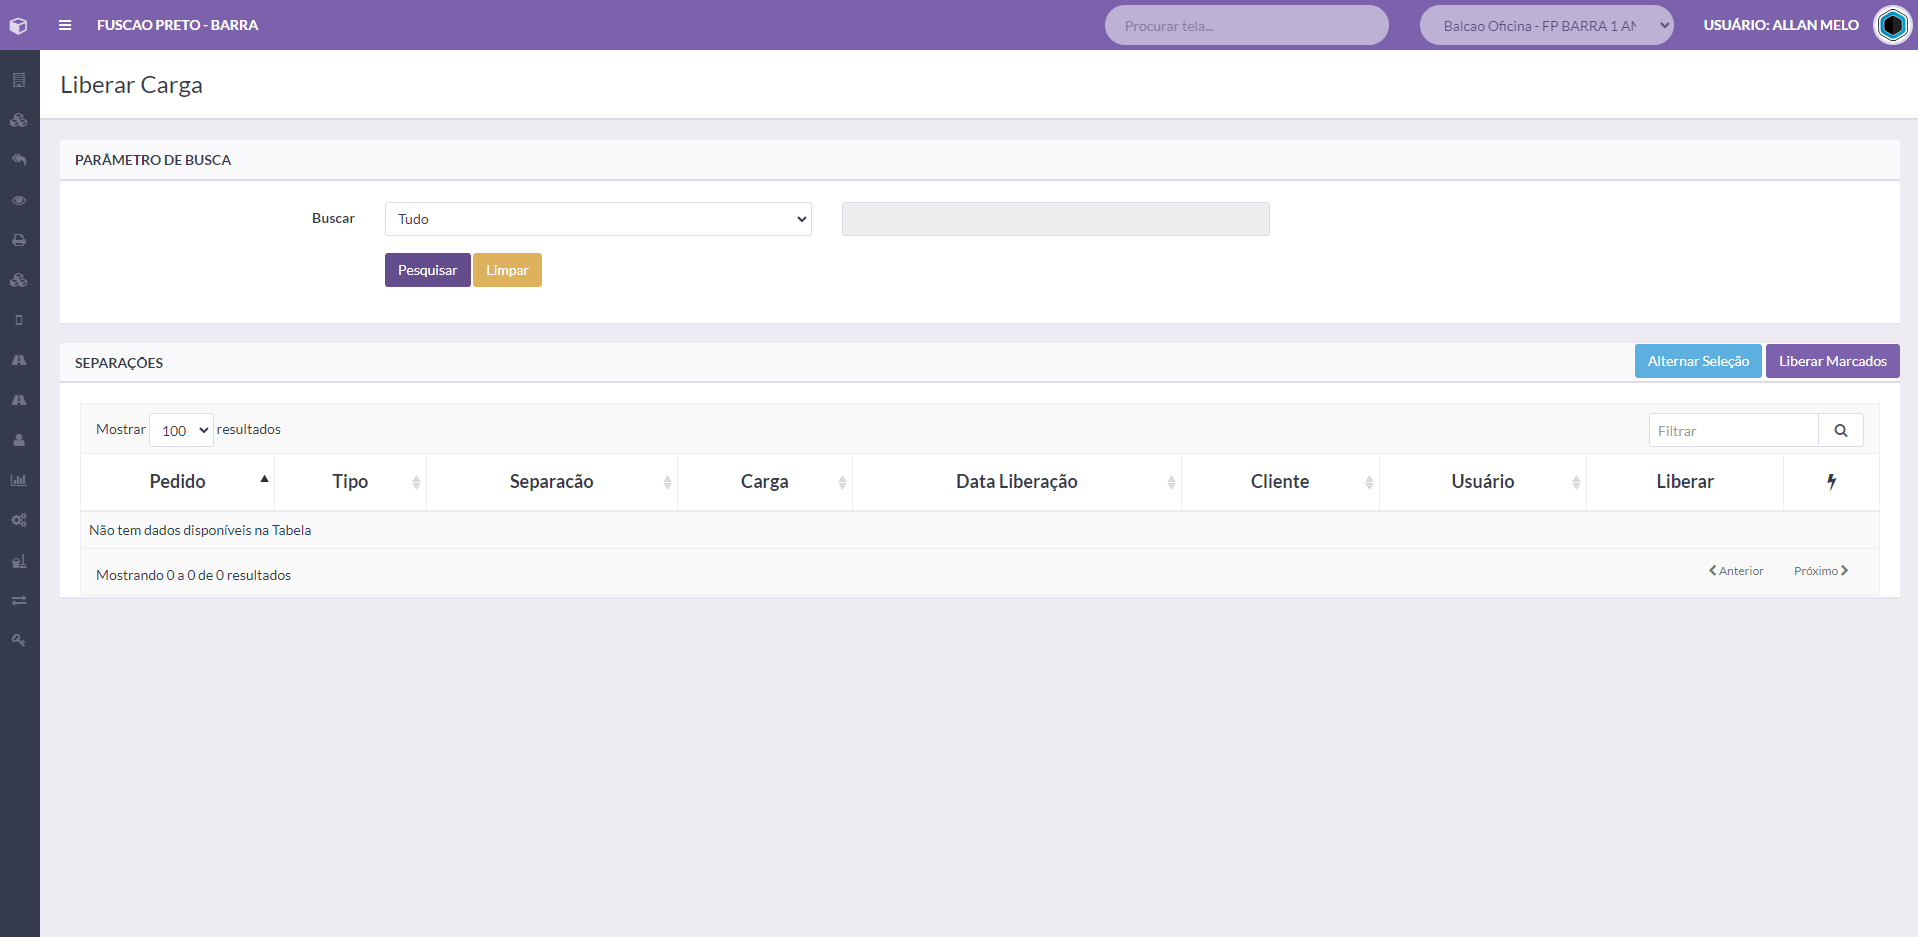 FUSCAO PRETO - BARRA
Procurar tela...
Balcao Oficina - FP BARRA 1 AN
USUÁRIO: ALLAN MELO
Liberar Carga
PARÂMETRO DE BUSCA
Buscar
Tudo
Pesquisar
Limpar
SEPARAÇÕES
Alternar Seleção
Liberar Marcados
Mostrar 100 resultados
Filtrar
Pedido
Tipo
Separacão
Carga
Data Liberação
Cliente
Usuário
Liberar
Não tem dados disponíveis na Tabela
Mostrando 0 a 0 de 0 resultados
Anterior
Próximo